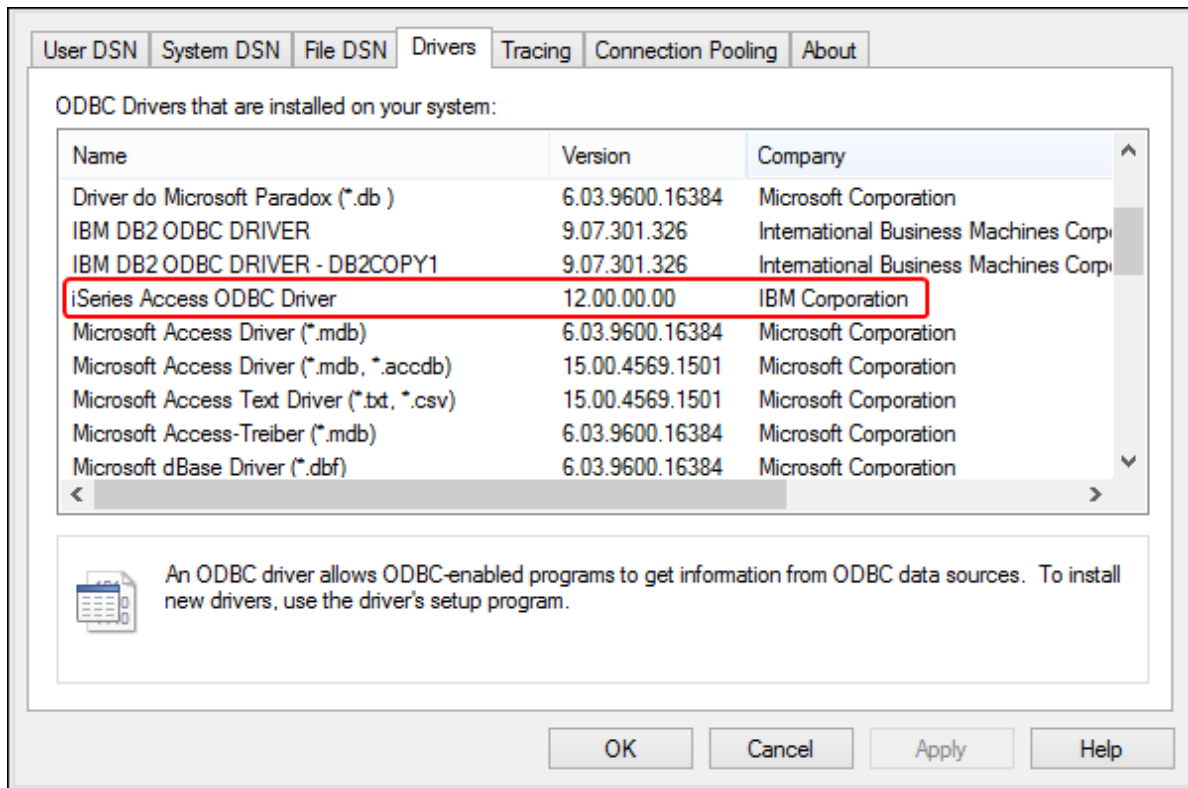 User DSN System DSN File DSN Drivers Tracing Connection Pooling About
ODBC Drivers that are installed on your system:
Name Version Company
Driver do Microsoft Paradox (*.db ) 6.03.9600.16384 Microsoft Corporation
IBM DB2 ODBC DRIVER 9.07.301.326 International Business Machines
IBM DB2 ODBC DRIVER - DB2COPY1 9.07.301.326 International Business Machines
iSeries Access ODBC Driver 12.00.00.00 IBM Corporation
Microsoft Access Driver (*.mdb) 6.03.9600.16384 Microsoft Corporation
Microsoft Access Driver (*.mdb, *.accdb) 15.00.4569.1501 Microsoft Corporation
Microsoft Access Text Driver (*.txt, *.csv) 15.00.4569.1501 Microsoft Corporation
Microsoft Access-Treiber (*.mdb) 6.03.9600.16384 Microsoft Corporation
Microsoft dBase Driver (*.dbf) 6.03.9600.16384 Microsoft Corporation
An ODBC driver allows ODBC-enabled programs to get information from ODBC data sources. To install
new drivers, use the driver's setup program.
OK Cancel Apply Help